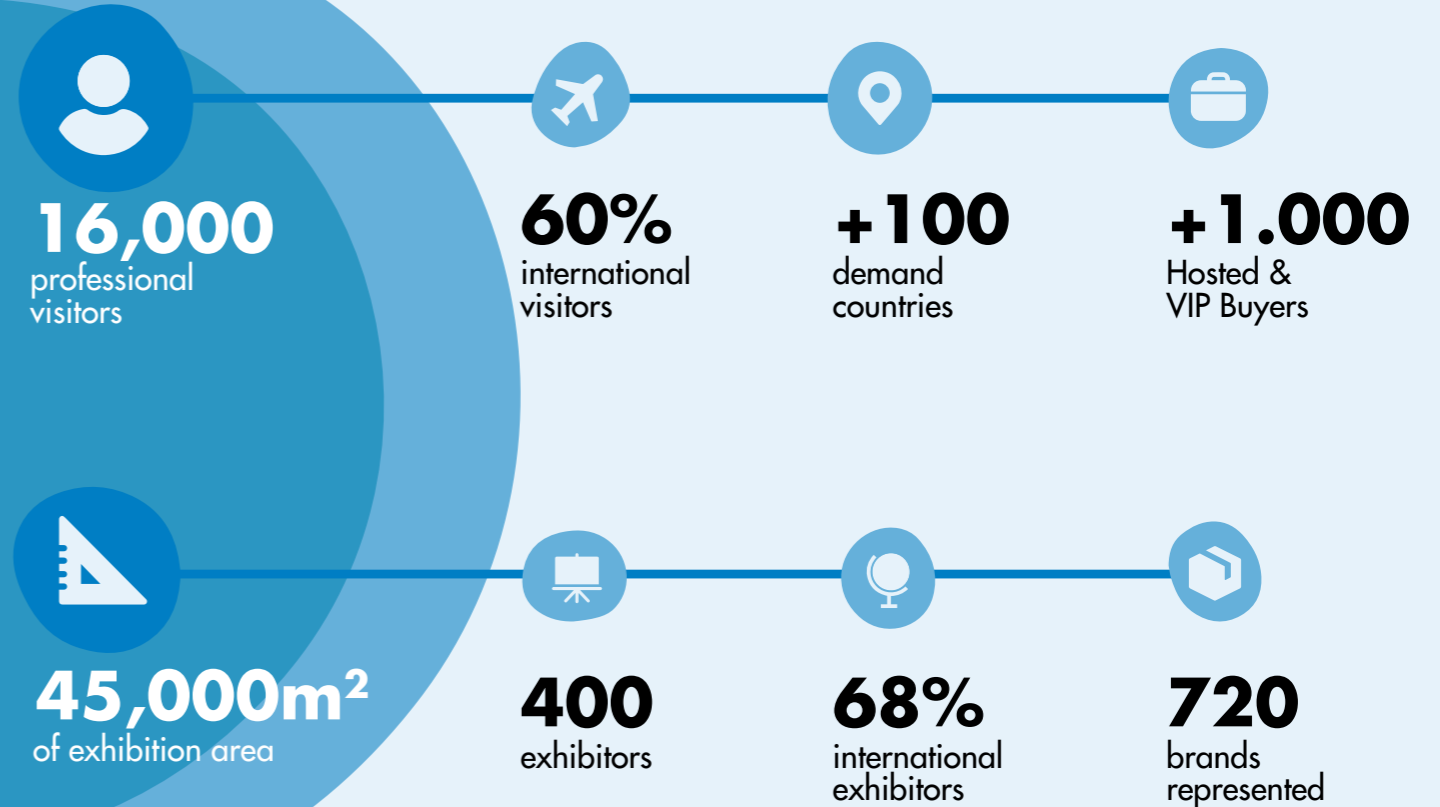 16,000
professional
visitors
60%
international
visitors
+100
demand
countries
+1.000
Hosted &
VIP Buyers
45,000m²
of exhibition area
400
exhibitors
68%
international
exhibitors
720
brands
represented